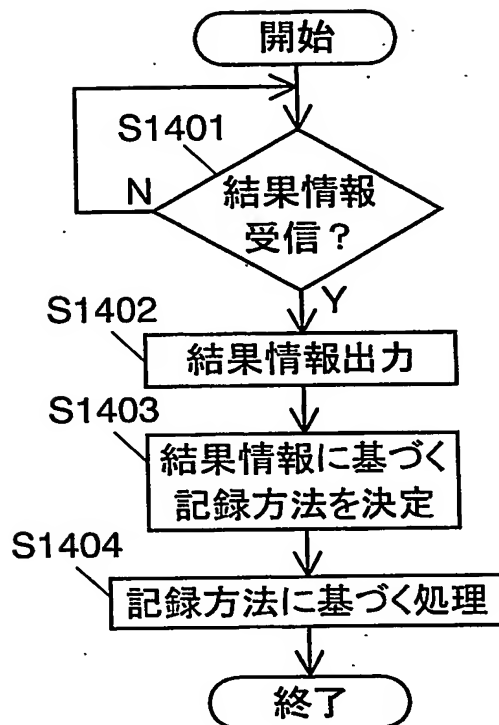 開始
S1401
結果情報
受信?
N
Y
S1402
結果情報出力
S1403
結果情報に基づく
記録方法を決定
S1404
記録方法に基づく処理
終了